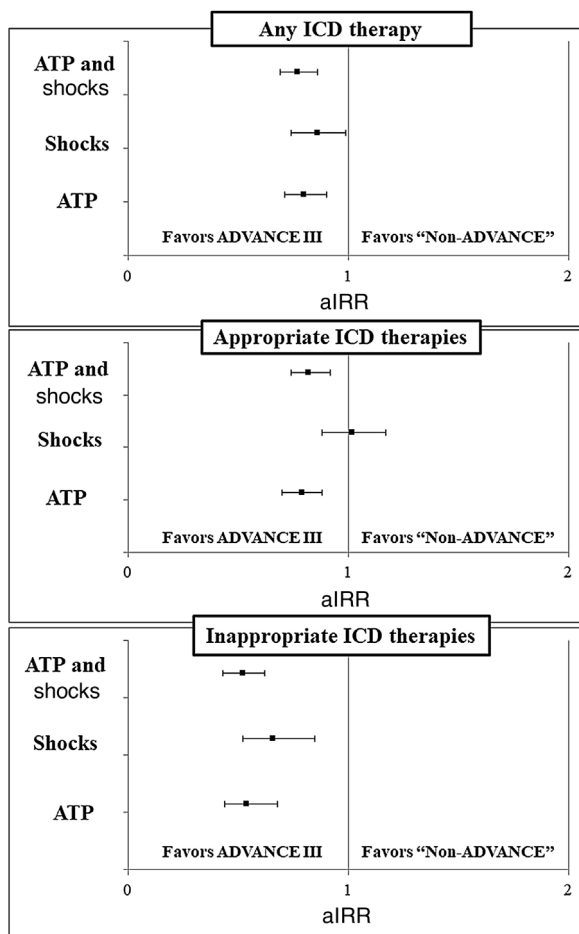 Any ICD therapy
ATP and
shocks
Shocks
ATP
Favors ADVANCE III Favors “Non-ADVANCE”
0 1 2
aIRR
Appropriate ICD therapies
ATP and
shocks
Shocks
ATP
Favors ADVANCE III Favors “Non-ADVANCE”
0 1 2
aIRR
Inappropriate ICD therapies
ATP and
shocks
Shocks
ATP
Favors ADVANCE III Favors “Non-ADVANCE”
0 1 2
aIRR